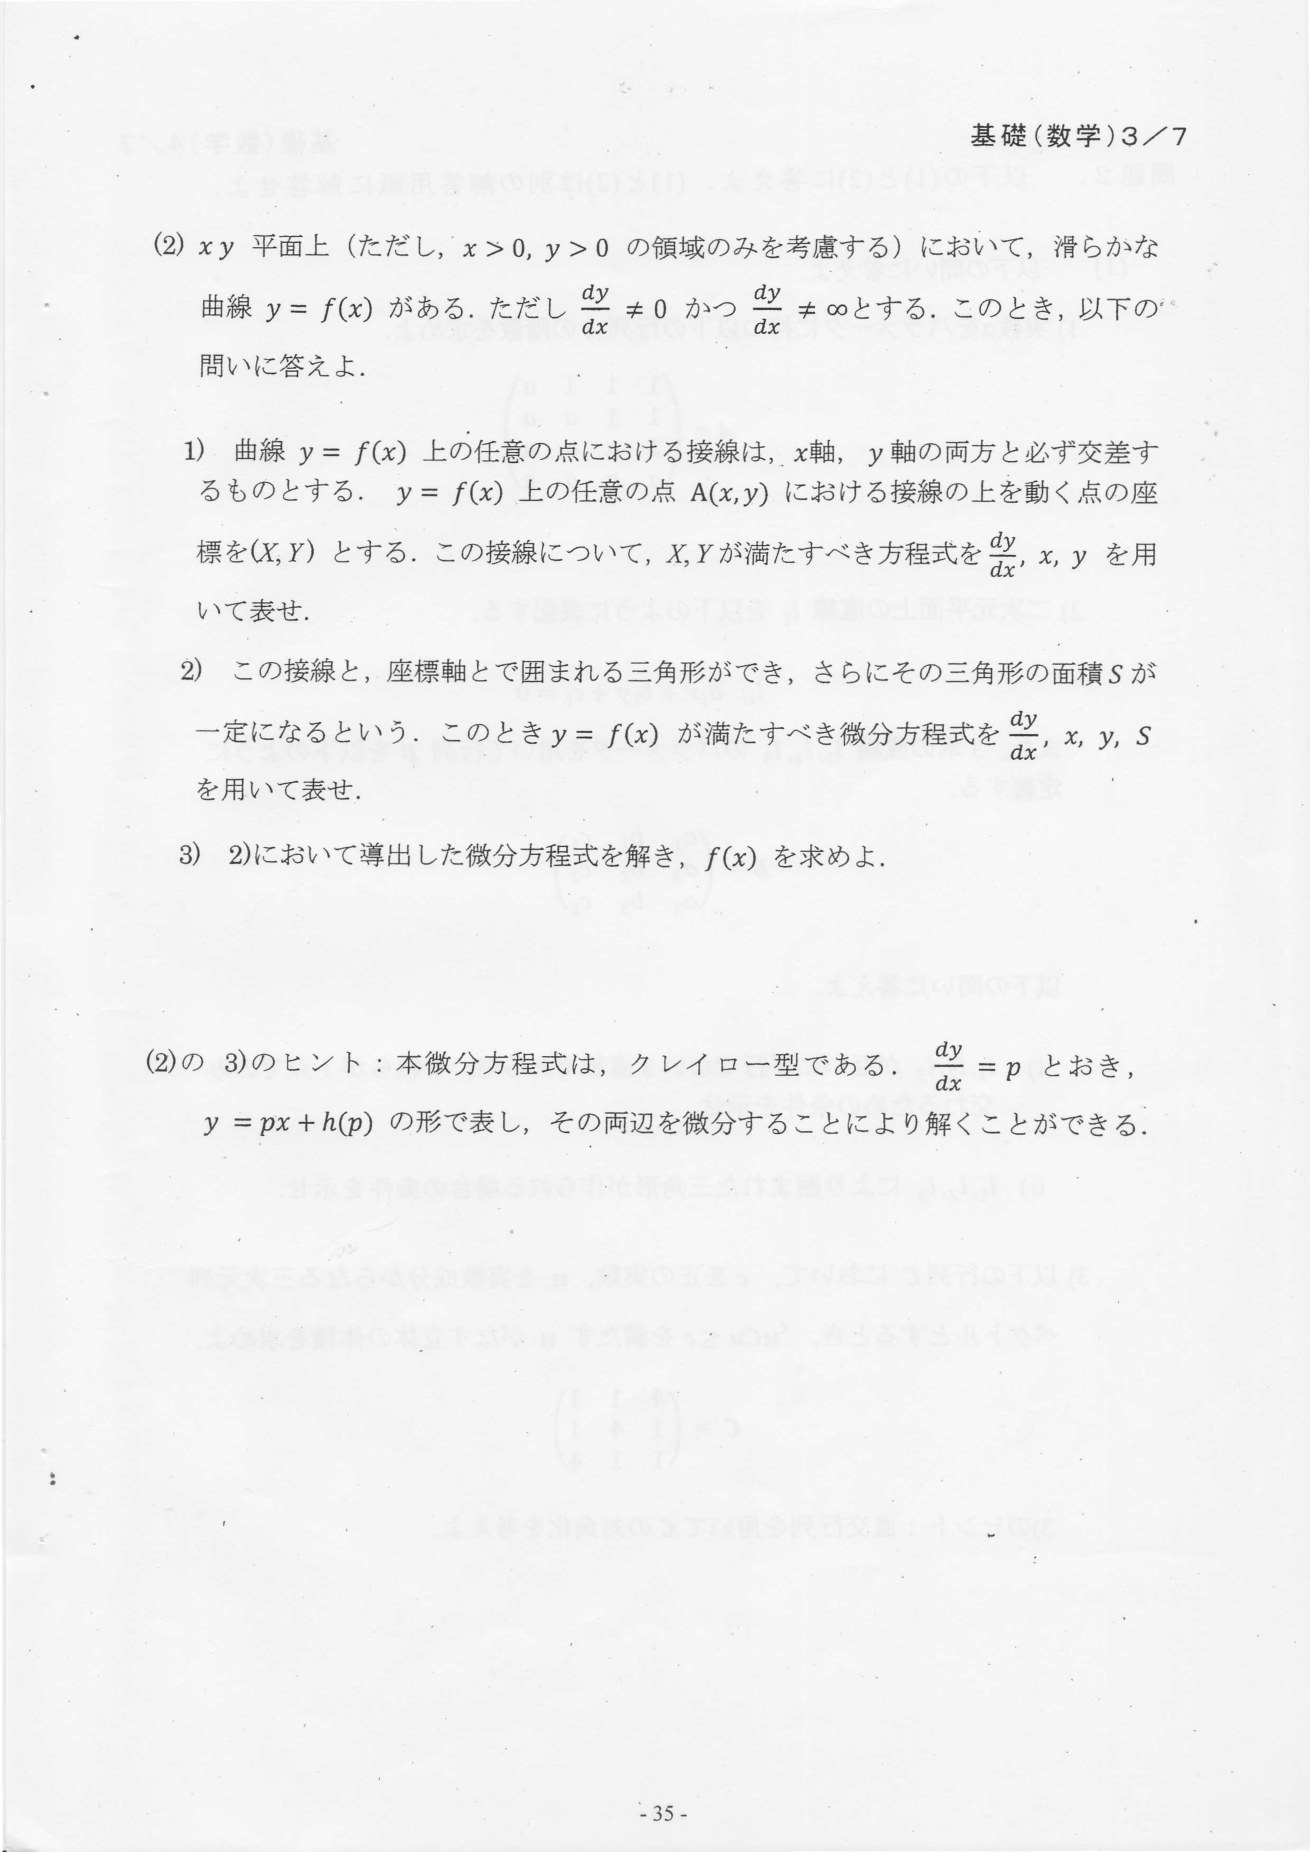 基礎(数学)3/7
(2) x y 平面上（ただし, x > 0, y > 0 の領域のみを考慮する）において, 滑らかな
曲線 y = f(x) がある. ただし dy/dx ≠ 0 かつ dy/dx ≠ ∞とする. このとき, 以下の
問いに答えよ.
1) 曲線 y = f(x) 上の任意の点における接線は, x軸, y 軸の両方と必ず交差す
るものとする. y = f(x) 上の任意の点 A(x,y) における接線の上を動く点の座
標を(X,Y) とする. この接線について, X,Yが満たすべき方程式を dy/dx, x, y を用
いて表せ.
2) この接線と, 座標軸とで囲まれる三角形ができ, さらにその三角形の面積 S が
一定になるという. このとき y = f(x) が満たすべき微分方程式を dy/dx, x, y, S
を用いて表せ.
3) 2)において導出した微分方程式を解き, f(x) を求めよ.
(2)の 3)のヒント : 本微分方程式は, クレイロー型である. dy/dx = p とおき,
y = px + h(p) の形で表し, その両辺を微分することにより解くことができる.
- 35 -